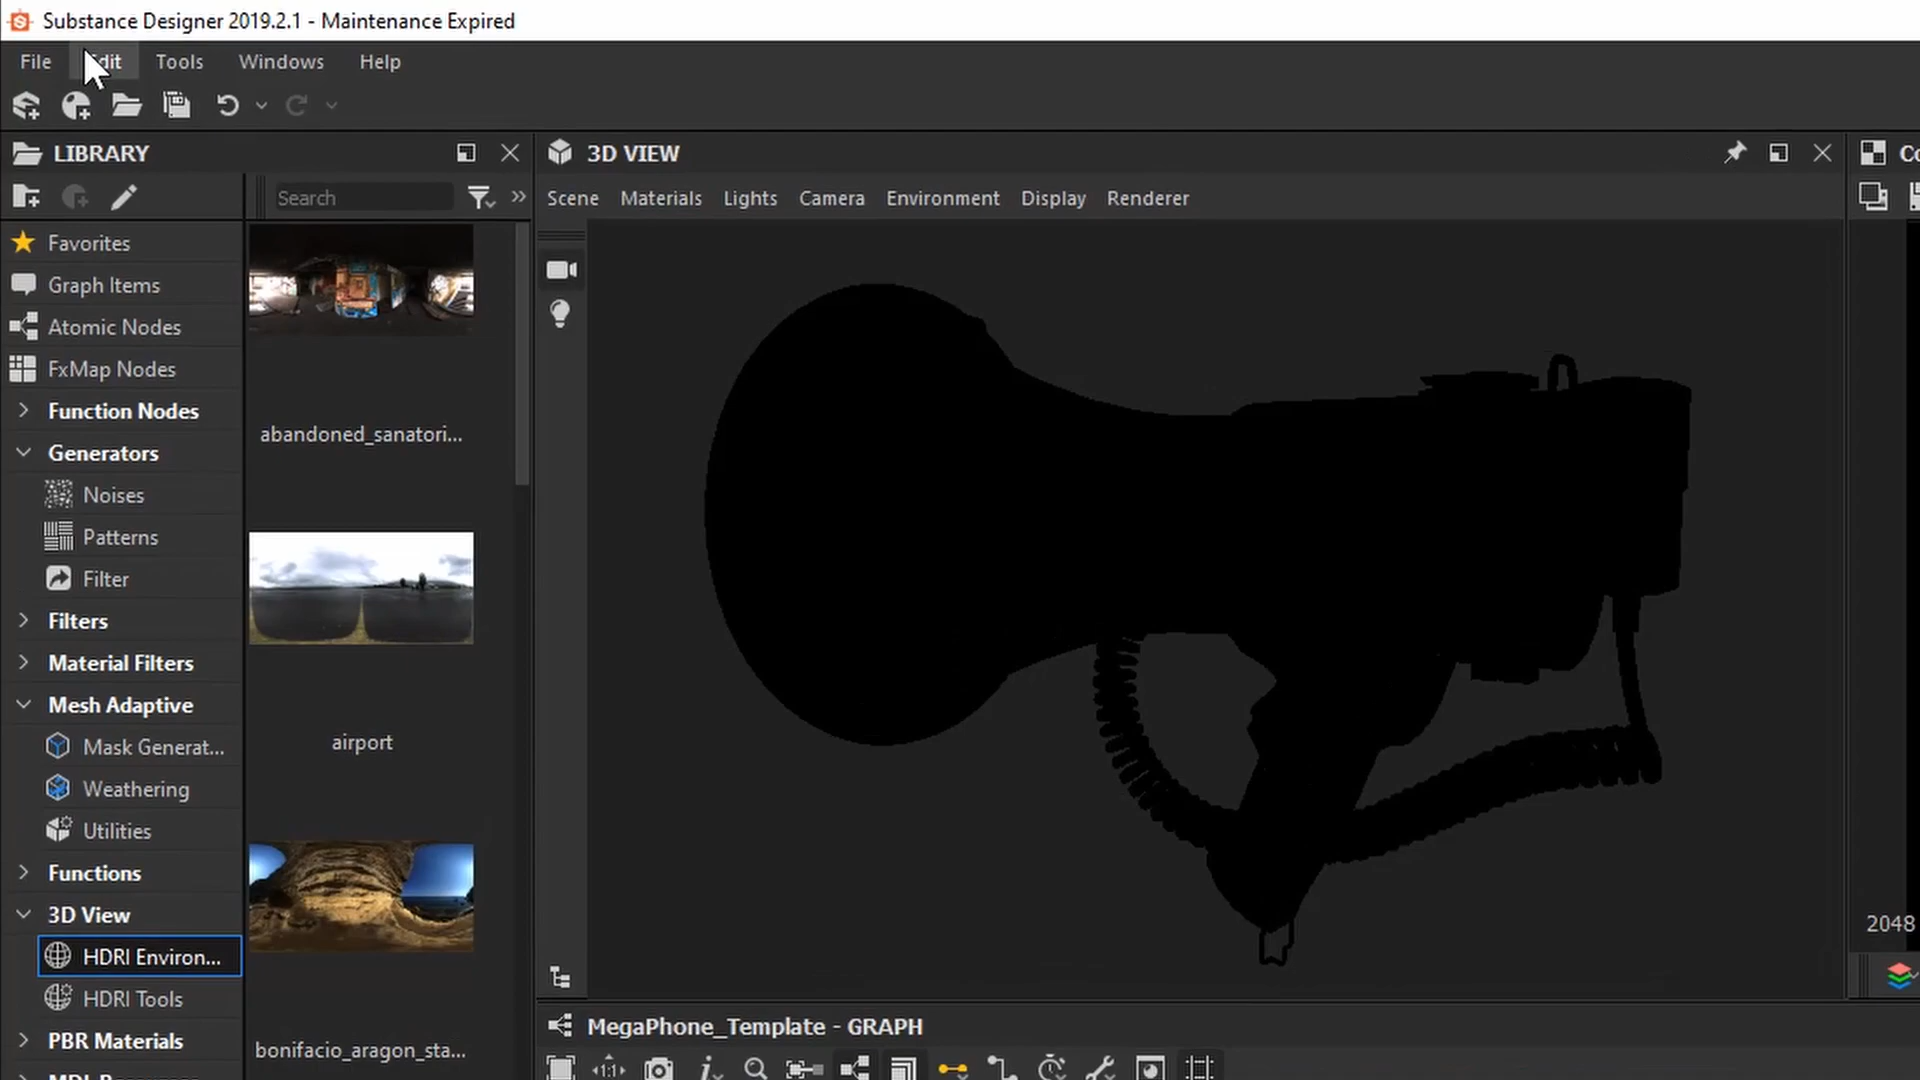 Substance Designer 2019.2.1 - Maintenance Expired
File
Tools
Windows
Help
LIBRARY
3D VIEW
Search
Scene
Materials
Lights
Camera
Environment
Display
Renderer
Favorites
Graph Items
Atomic Nodes
FxMap Nodes
Function Nodes
Generators
Noises
Patterns
Filter
Filters
Material Filters
Mesh Adaptive
Mask Generat...
Weathering
Utilities
Functions
3D View
HDRI Environ...
HDRI Tools
PBR Materials
abandoned_sanatori...
airport
bonifacio_aragon_sta...
2048
MegaPhone_Template - GRAPH
1:1